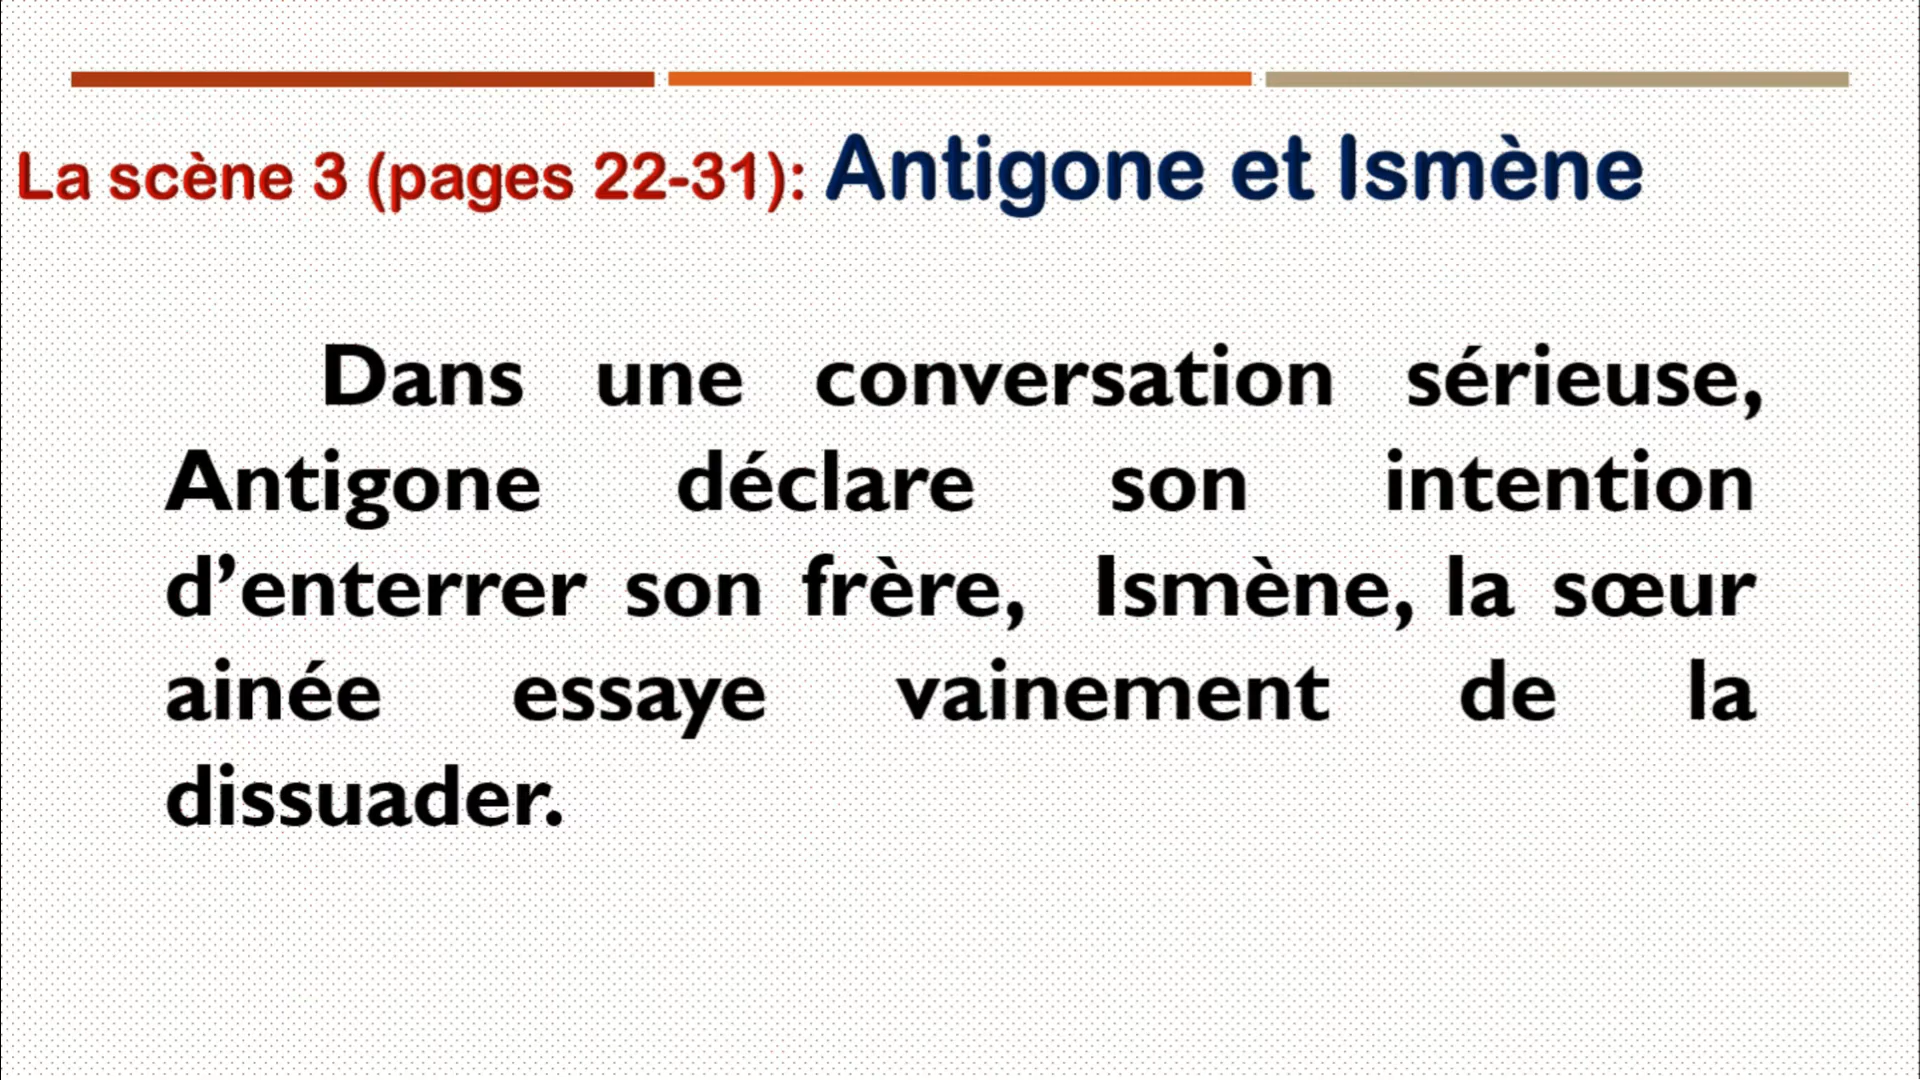 La scène 3 (pages 22-31): Antigone et Ismène
Dans une conversation sérieuse,
Antigone déclare son intention
d’enterrer son frère, Ismène, la sœur
ainée essaye vainement de la
dissuader.